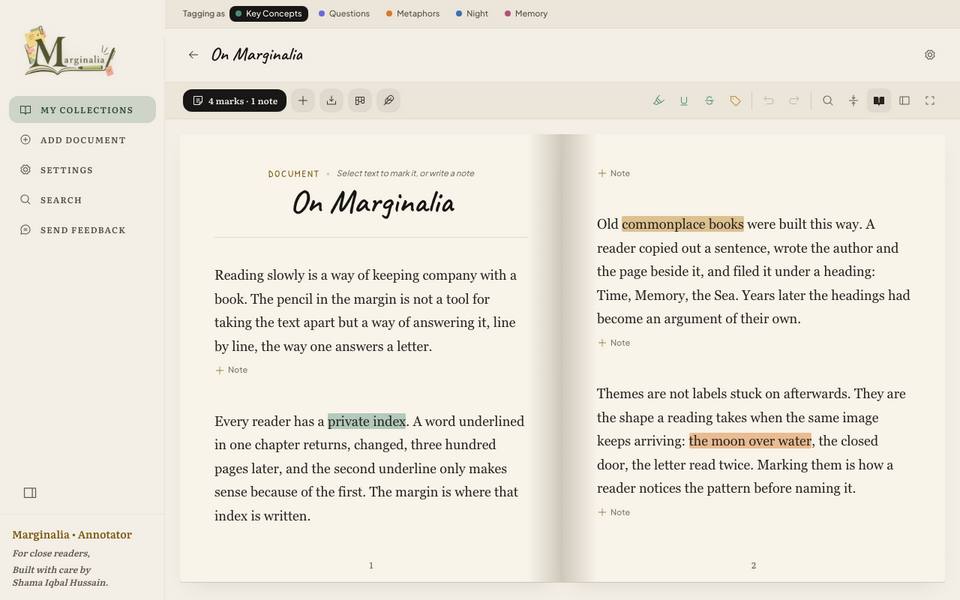 Tagging as Key Concepts Questions Metaphors Night Memory
Marginalia
On Marginalia
4 marks · 1 note
MY COLLECTIONS
ADD DOCUMENT
SETTINGS
SEARCH
SEND FEEDBACK
Marginalia • Annotator
For close readers,
Built with care by
Shama Iqbal Hussain.
DOCUMENT • Select text to mark it, or write a note
On Marginalia
Reading slowly is a way of keeping company with a
book. The pencil in the margin is not a tool for
taking the text apart but a way of answering it, line
by line, the way one answers a letter.
+ Note
Every reader has a private index. A word underlined
in one chapter returns, changed, three hundred
pages later, and the second underline only makes
sense because of the first. The margin is where that
index is written.
1
+ Note
Old commonplace books were built this way. A
reader copied out a sentence, wrote the author and
the page beside it, and filed it under a heading:
Time, Memory, the Sea. Years later the headings had
become an argument of their own.
+ Note
Themes are not labels stuck on afterwards. They are
the shape a reading takes when the same image
keeps arriving: the moon over water, the closed
door, the letter read twice. Marking them is how a
reader notices the pattern before naming it.
+ Note
2